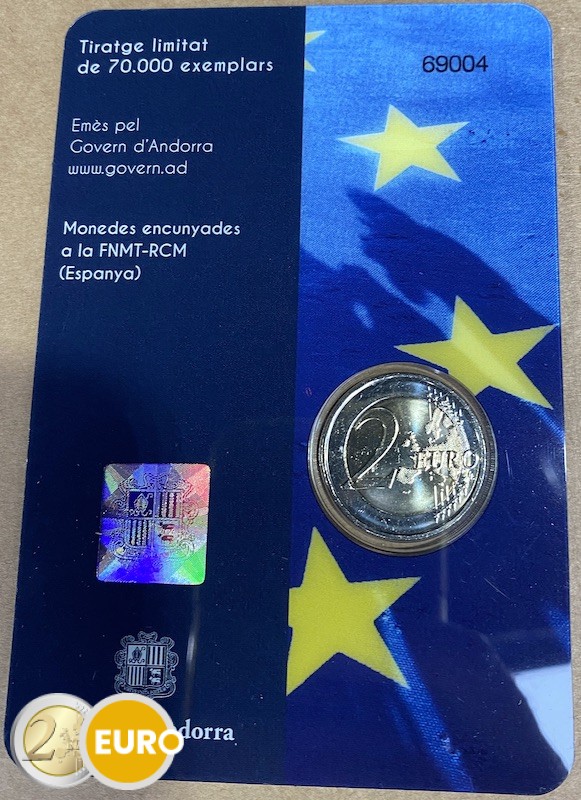 Tiratge limitat
de 70.000 exemplars
69004
Emès pel
Govern d'Andorra
www.govern.ad
Monedes encunyades
a la FNMT-RCM
(Espanya)
2 EURO
2
EURO
dorra